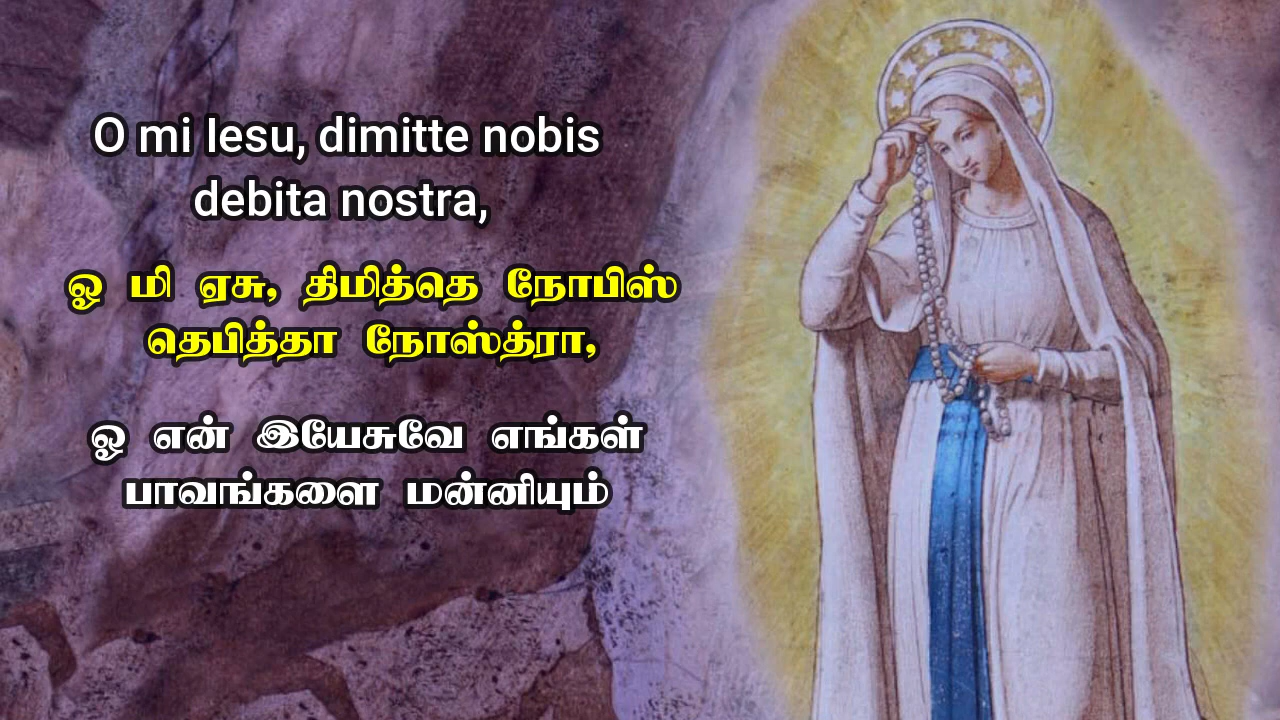 O mi Iesu, dimitte nobis
debita nostra,
ஓ மி ஏசு, திமித்தெ நோபிஸ்
தெபித்தா நோஸ்த்ரா,
ஓ என் இயேசுவே எங்கள்
பாவங்களை மன்னியும்